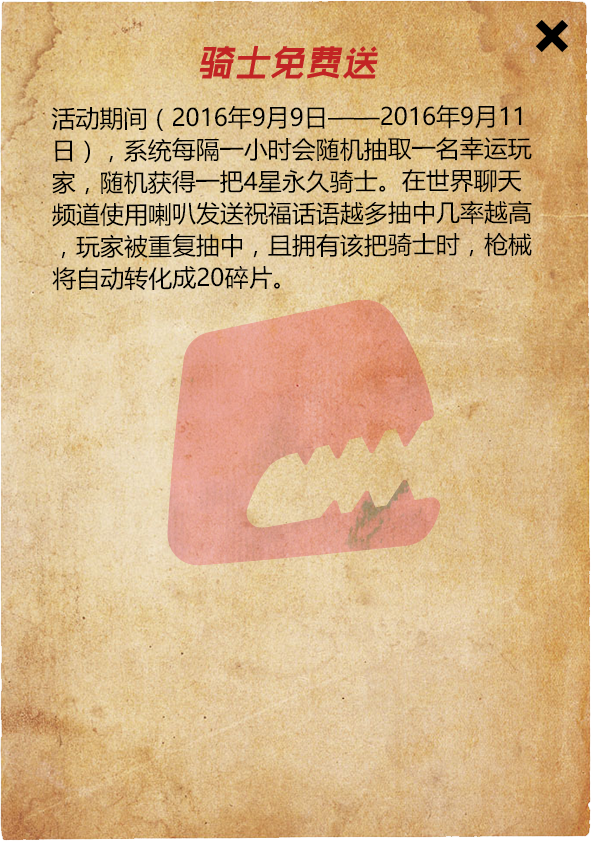 骑士免费送
活动期间（2016年9月9日——2016年9月11
日），系统每隔一小时会随机抽取一名幸运玩
家，随机获得一把4星永久骑士。在世界聊天
频道使用喇叭发送祝福话语越多抽中几率越高
，玩家被重复抽中，且拥有该把骑士时，枪械
将自动转化成20碎片。